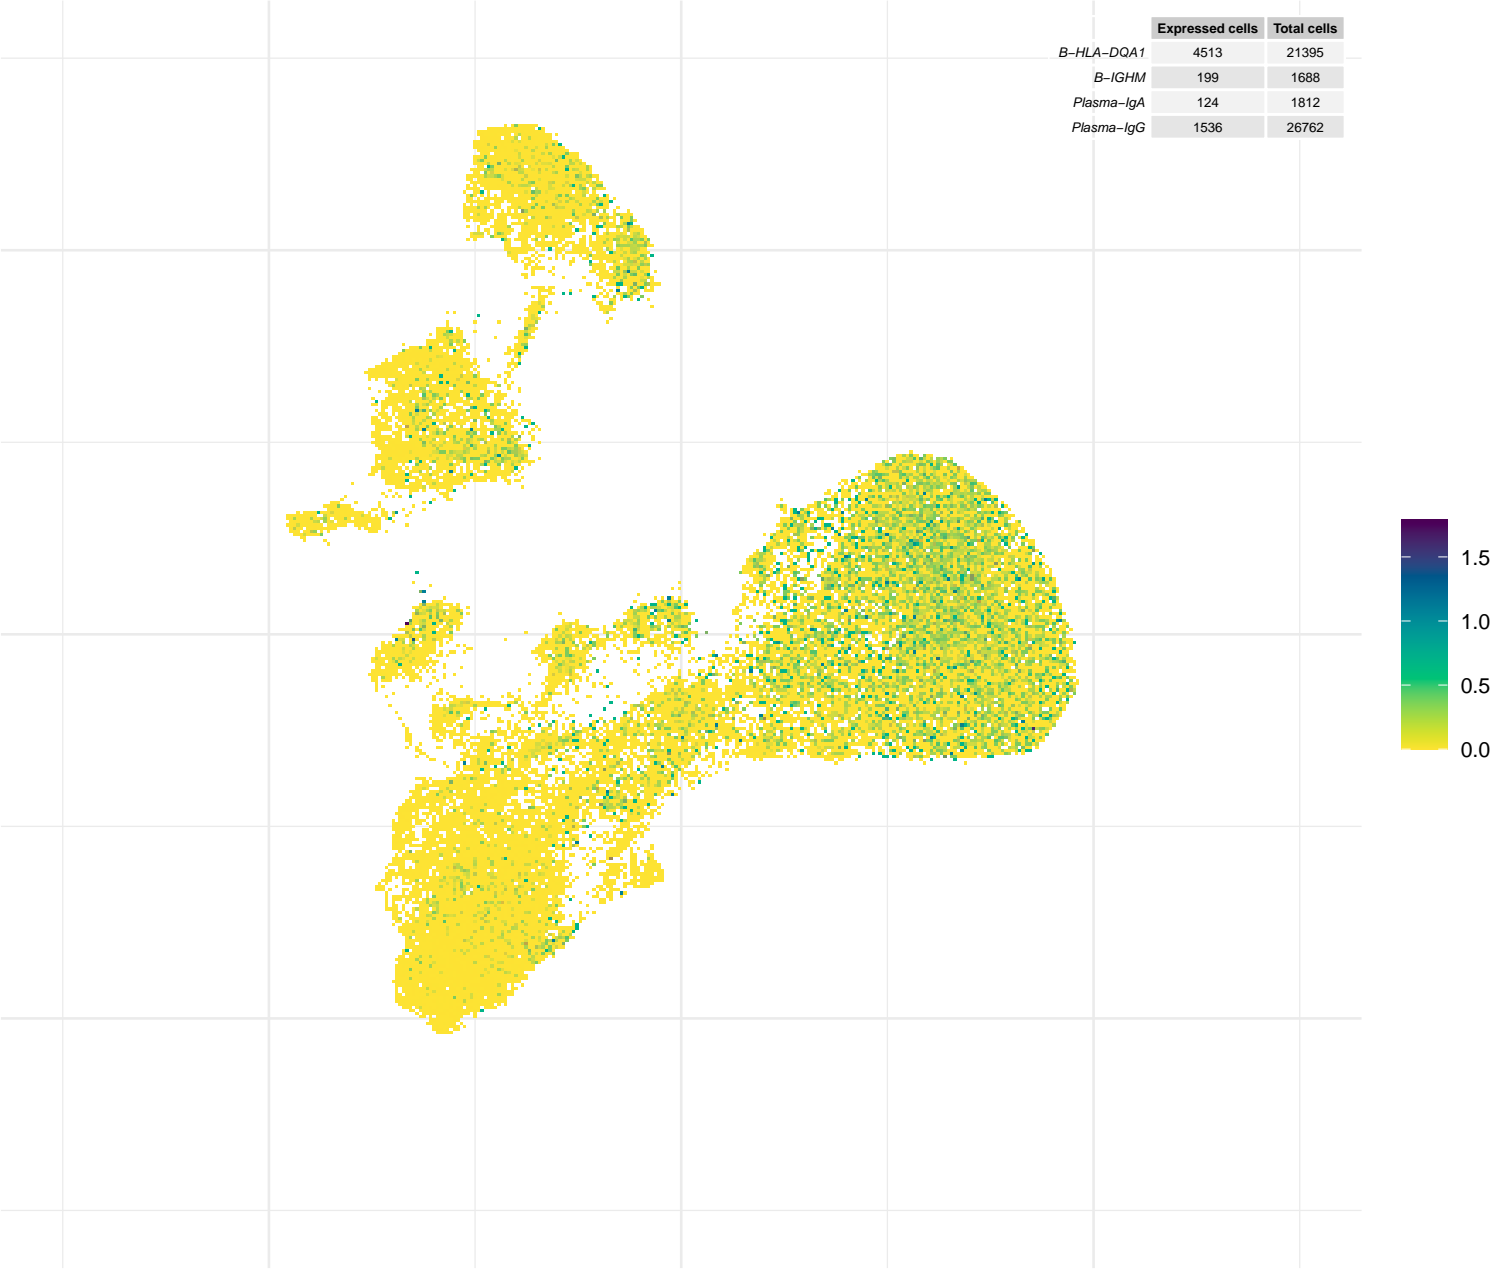 Expressed cells Total cells
B−HLA−DQA1 4513 21395
B−IGHM 199 1688
Plasma−IgA 124 1812
Plasma−IgG 1536 26762
1.5
1.0
0.5
0.0